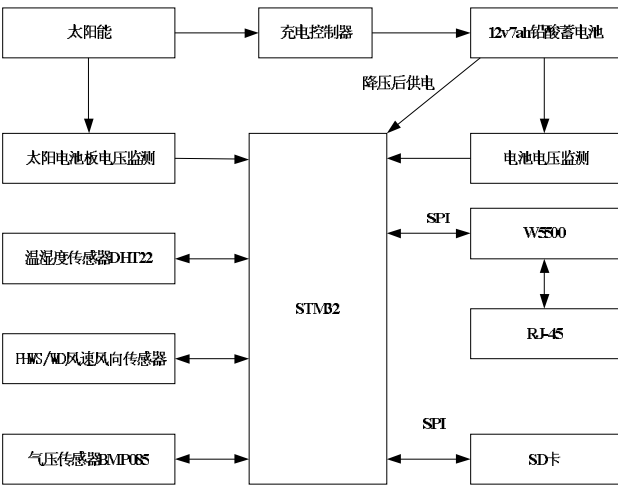 太阳能
充电控制器
12v7ah铅酸蓄电池
降压后供电
太阳电池板电压监测
电池电压监测
SPI
W5500
温湿度传感器DHT22
STM32
RJ-45
PHWS/WD风速风向传感器
SPI
气压传感器BMP085
SD卡